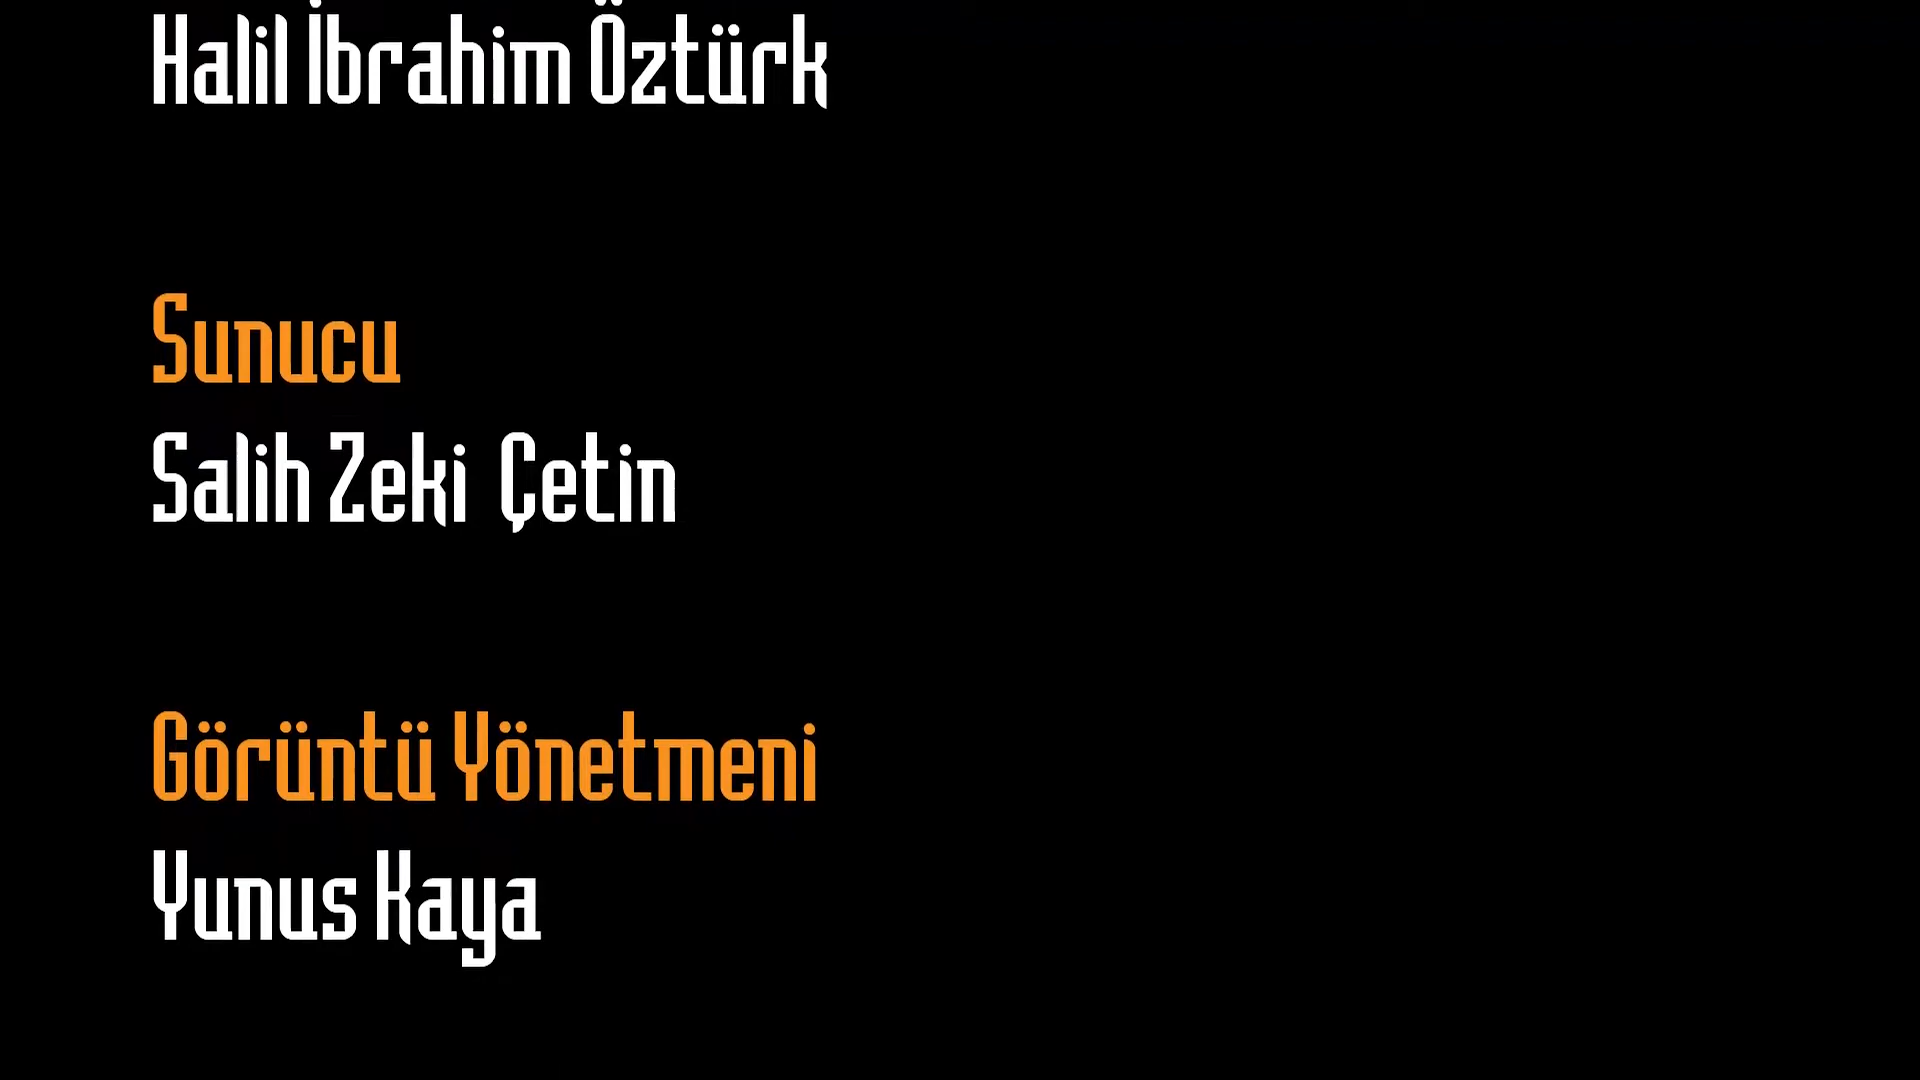 Halil İbrahim Öztürk
Sunucu
Salih Zeki Çetin
Görüntü Yönetmeni
Yunus Kaya